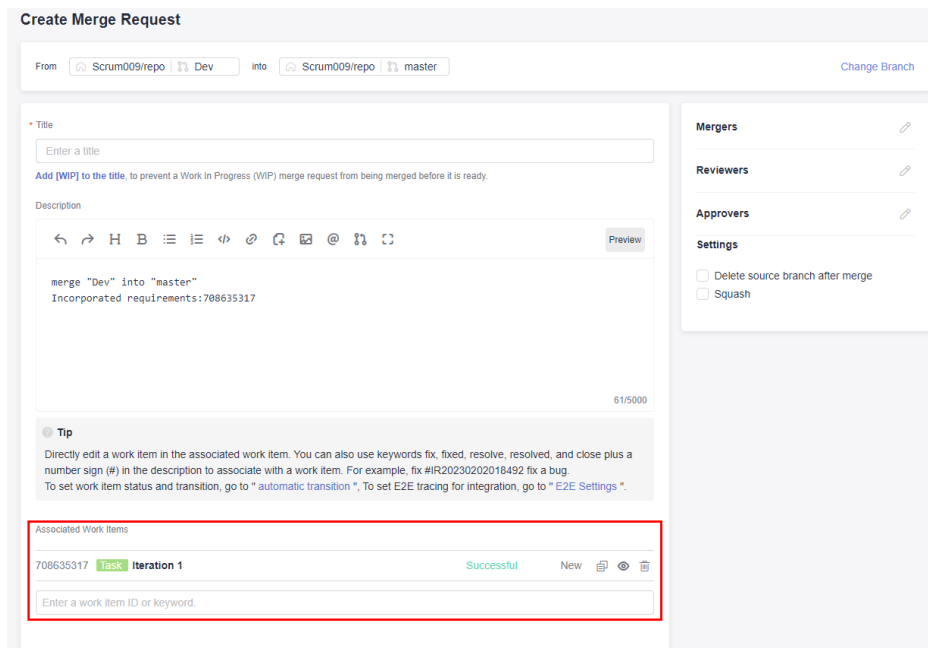 Create Merge Request
From Scrum009/repo Dev into Scrum009/repo master Change Branch
* Title
Enter a title
Add [WIP] to the title, to prevent a Work In Progress (WIP) merge request from being merged before it is ready.
Description
H B @ Preview
merge "Dev" into "master"
Incorporated requirements:708635317
61/5000
Tip
Directly edit a work item in the associated work item. You can also use keywords fix, fixed, resolve, resolved, and close plus a
number sign (#) in the description to associate with a work item. For example, fix #IR20230202018492 fix a bug.
To set work item status and transition, go to " automatic transition ", To set E2E tracing for integration, go to " E2E Settings ".
Associated Work Items
708635317 Task Iteration 1 Successful New
Enter a work item ID or keyword.
Mergers
Reviewers
Approvers
Settings
Delete source branch after merge
Squash